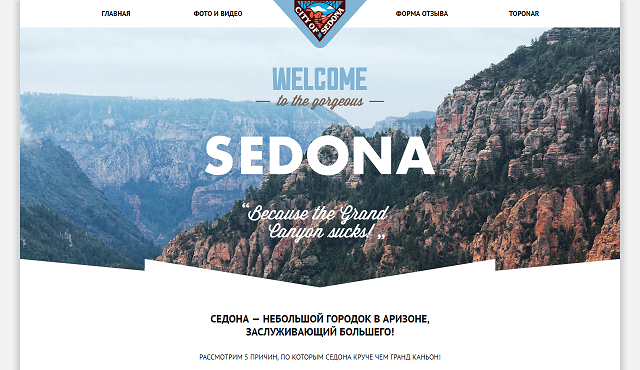 ГЛАВНАЯ
ФОТО И ВИДЕО
CITY OF SEDONA
ФОРМА ОТЗЫВА
TOPONAR
WELCOME
to the gorgeous
SEDONA
“Because the Grand
Canyon sucks!”
СЕДОНА — НЕБОЛЬШОЙ ГОРОДОК В АРИЗОНЕ,
ЗАСЛУЖИВАЮЩИЙ БОЛЬШЕГО!
РАССМОТРИМ 5 ПРИЧИН, ПО КОТОРЫМ СЕДОНА КРУЧЕ ЧЕМ ГРАНД КАНЬОН!